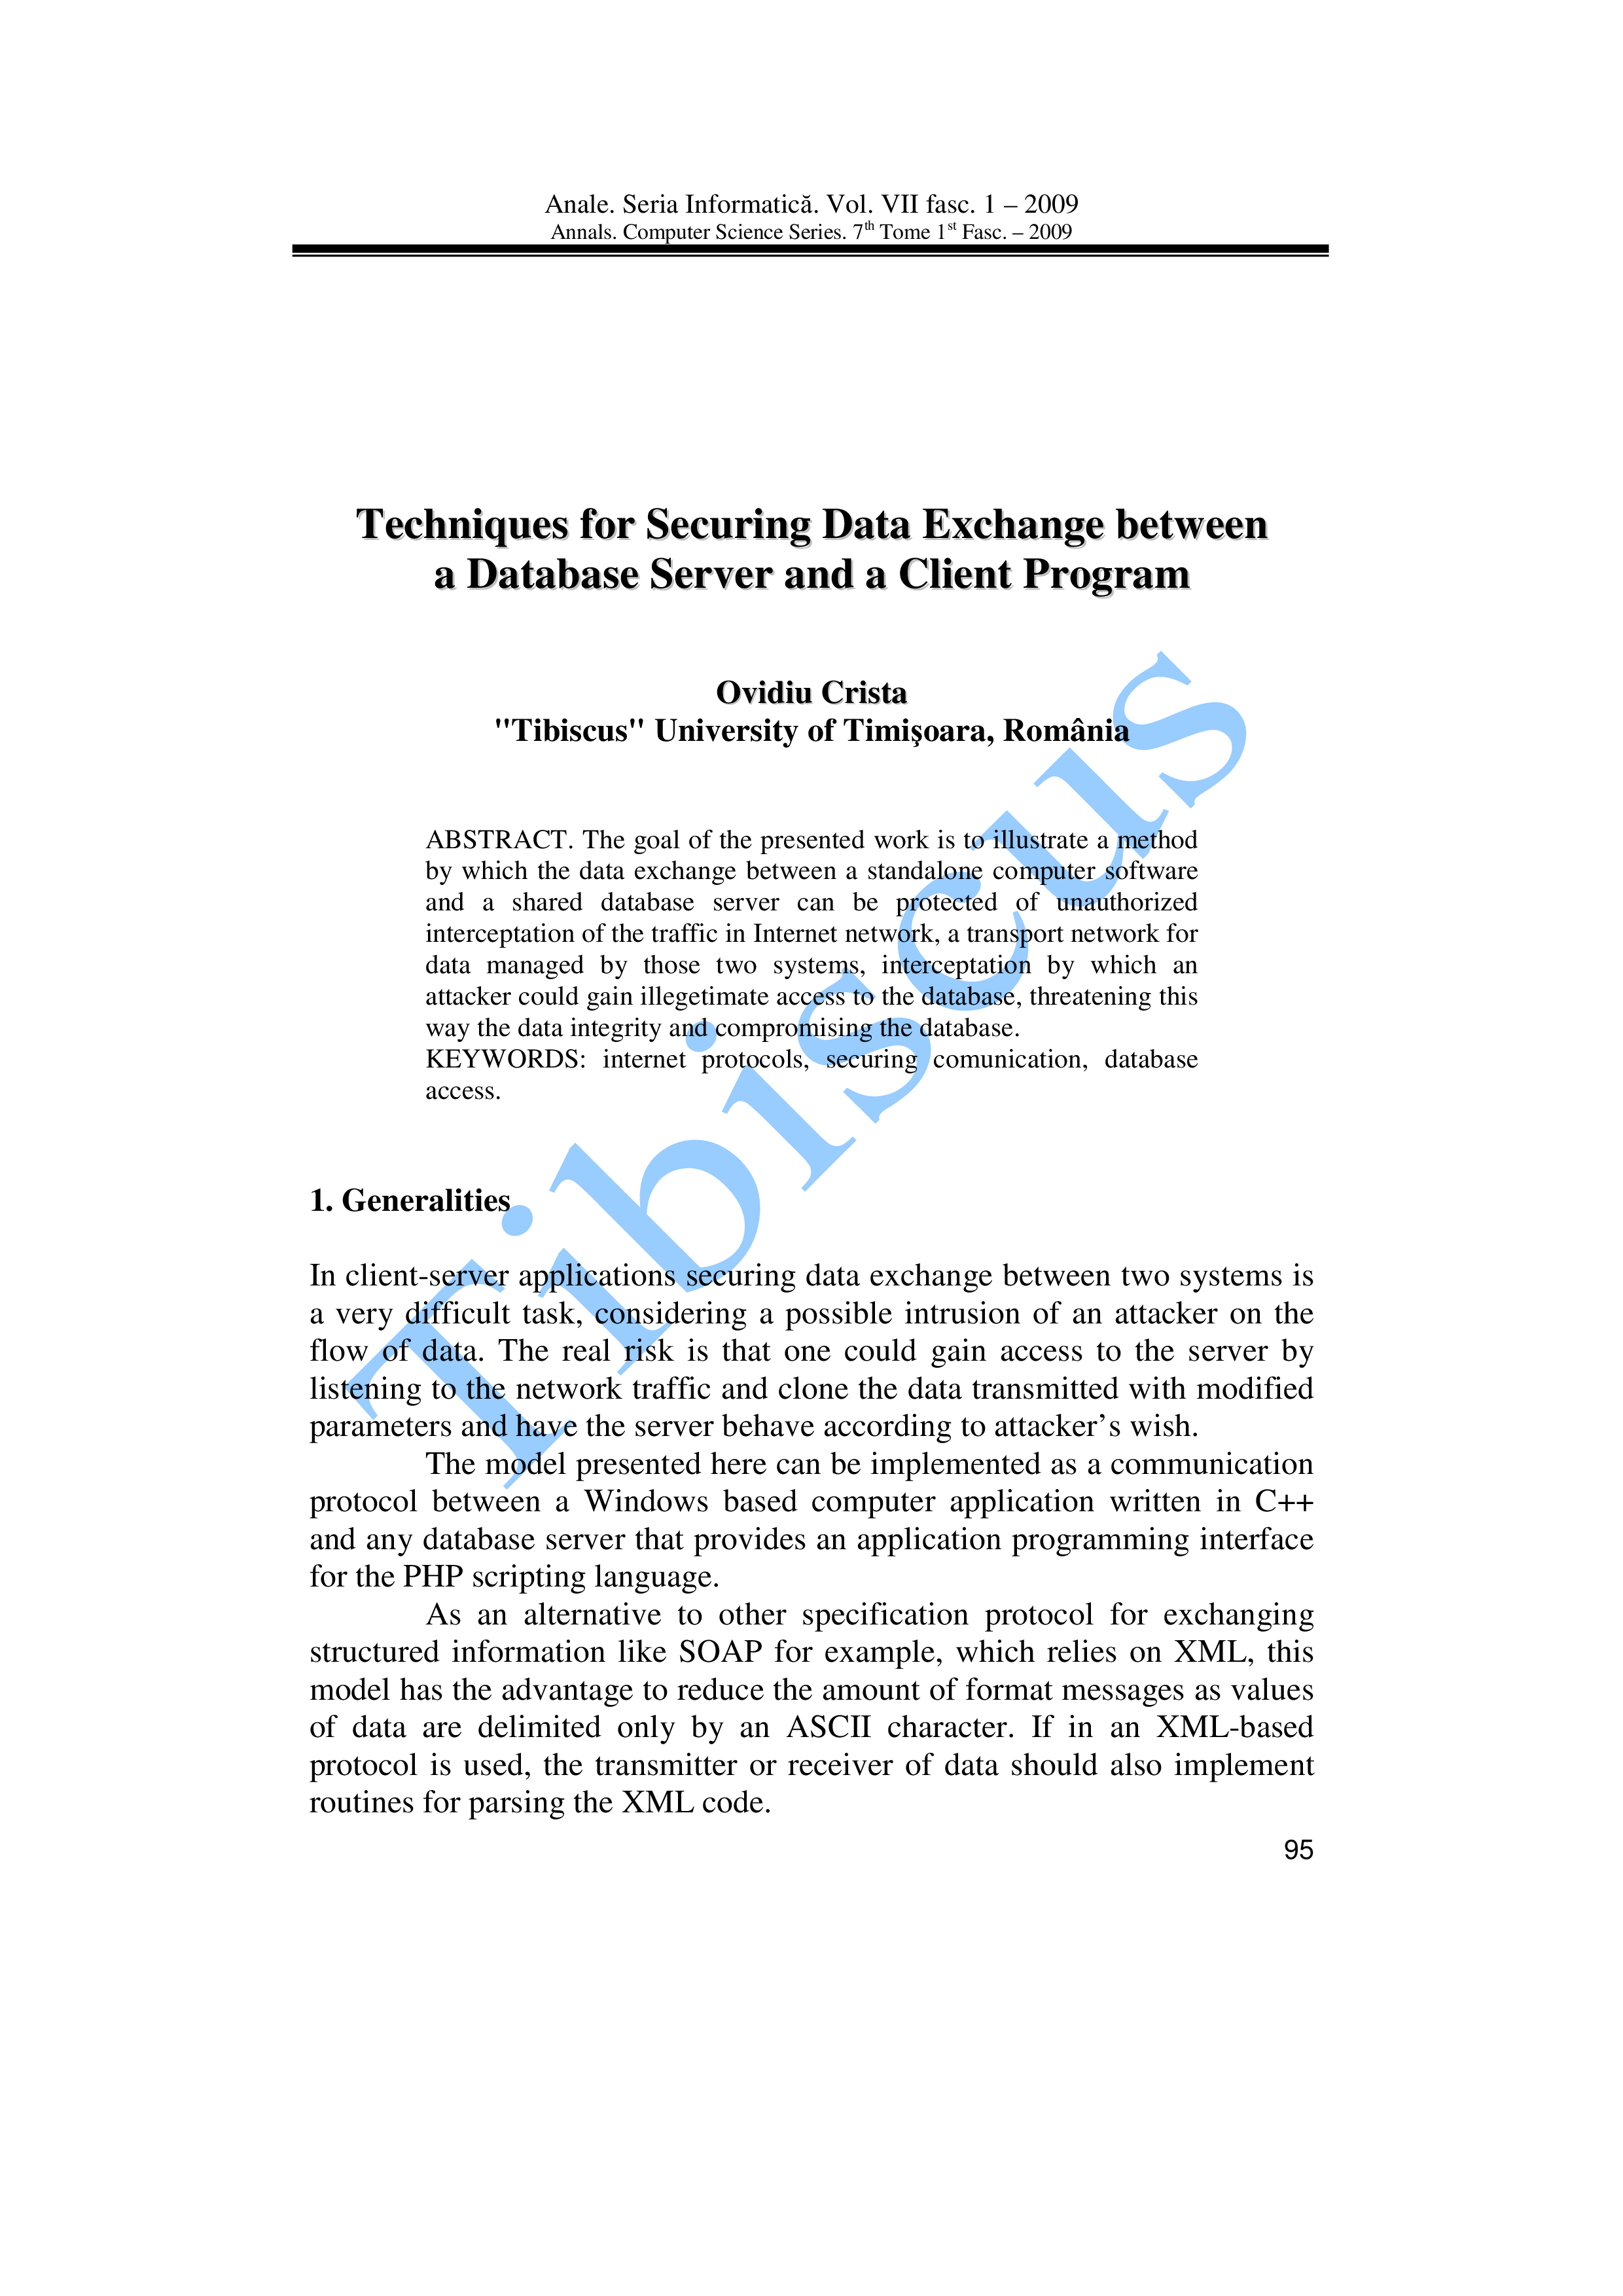 Anale. Seria Informatică. Vol. VII fasc. 1 – 2009
Annals. Computer Science Series. 7th Tome 1st Fasc. – 2009
Techniques for Securing Data Exchange between
a Database Server and a Client Program
Ovidiu Crista
"Tibiscus" University of Timişoara, România
ABSTRACT. The goal of the presented work is to illustrate a method
by which the data exchange between a standalone computer software
and a shared database server can be protected of unauthorized
interceptation of the traffic in Internet network, a transport network for
data managed by those two systems, interceptation by which an
attacker could gain illegetimate access to the database, threatening this
way the data integrity and compromising the database.
KEYWORDS: internet protocols, securing comunication, database
access.
1. Generalities
In client-server applications securing data exchange between two systems is
a very difficult task, considering a possible intrusion of an attacker on the
flow of data. The real risk is that one could gain access to the server by
listening to the network traffic and clone the data transmitted with modified
parameters and have the server behave according to attacker’s wish.
The model presented here can be implemented as a communication
protocol between a Windows based computer application written in C++
and any database server that provides an application programming interface
for the PHP scripting language.
As an alternative to other specification protocol for exchanging
structured information like SOAP for example, which relies on XML, this
model has the advantage to reduce the amount of format messages as values
of data are delimited only by an ASCII character. If in an XML-based
protocol is used, the transmitter or receiver of data should also implement
routines for parsing the XML code.
95
Tibiscus